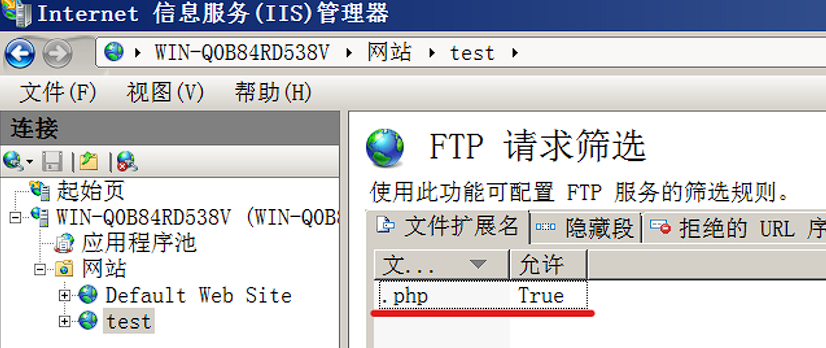 Internet 信息服务(IIS)管理器
WIN-Q0B84RD538V 网站 test
文件(F) 视图(V) 帮助(H)
连接
起始页
WIN-Q0B84RD538V (WIN-Q0B8
应用程序池
网站
Default Web Site
test
FTP 请求筛选
使用此功能可配置 FTP 服务的筛选规则。
文件扩展名 隐藏段 拒绝的 URL 序
文... 允许
.php True